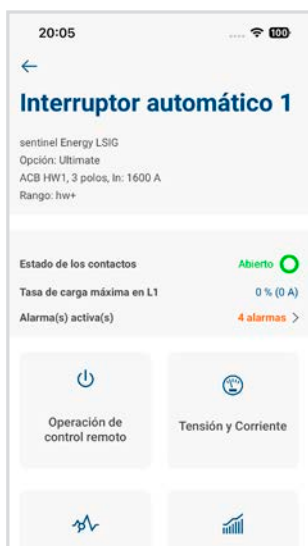 20:05
100
Interruptor automático 1
sentinel Energy LSIG
Opción: Ultimate
ACB HW1, 3 polos, In: 1600 A
Rango: hw+
Estado de los contactos Abierto
Tasa de carga máxima en L1 0 % (0 A)
Alarma(s) activa(s) 4 alarmas >
Operación de
control remoto
Tensión y Corriente